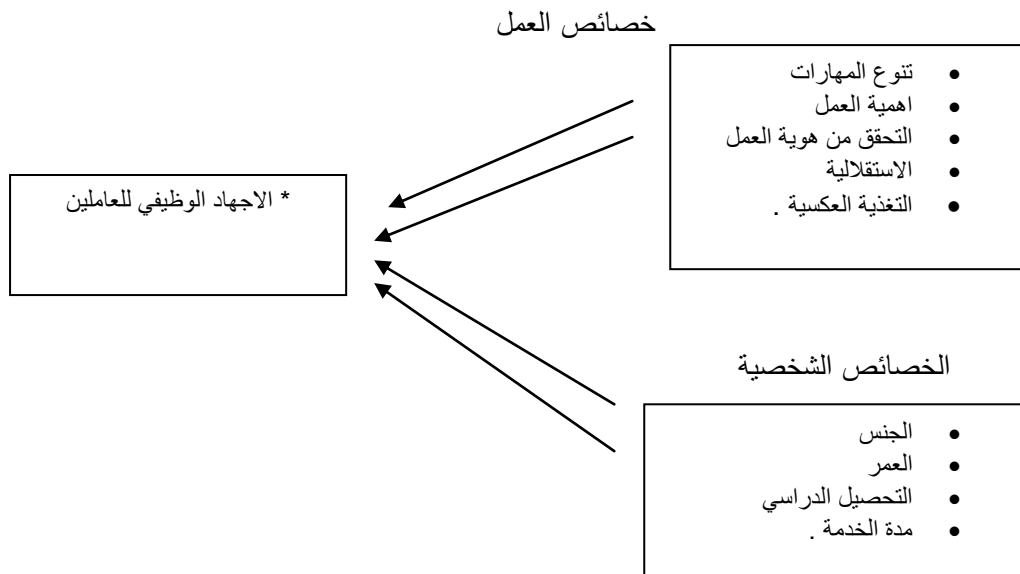 خصائص العمل
• تنوع المهارات
• اهمية العمل
• التحقق من هوية العمل
• الاستقلالية
• التغذية العكسية .
* الاجهاد الوظيفي للعاملين
الخصائص الشخصية
• الجنس
• العمر
• التحصيل الدراسي
• مدة الخدمة .